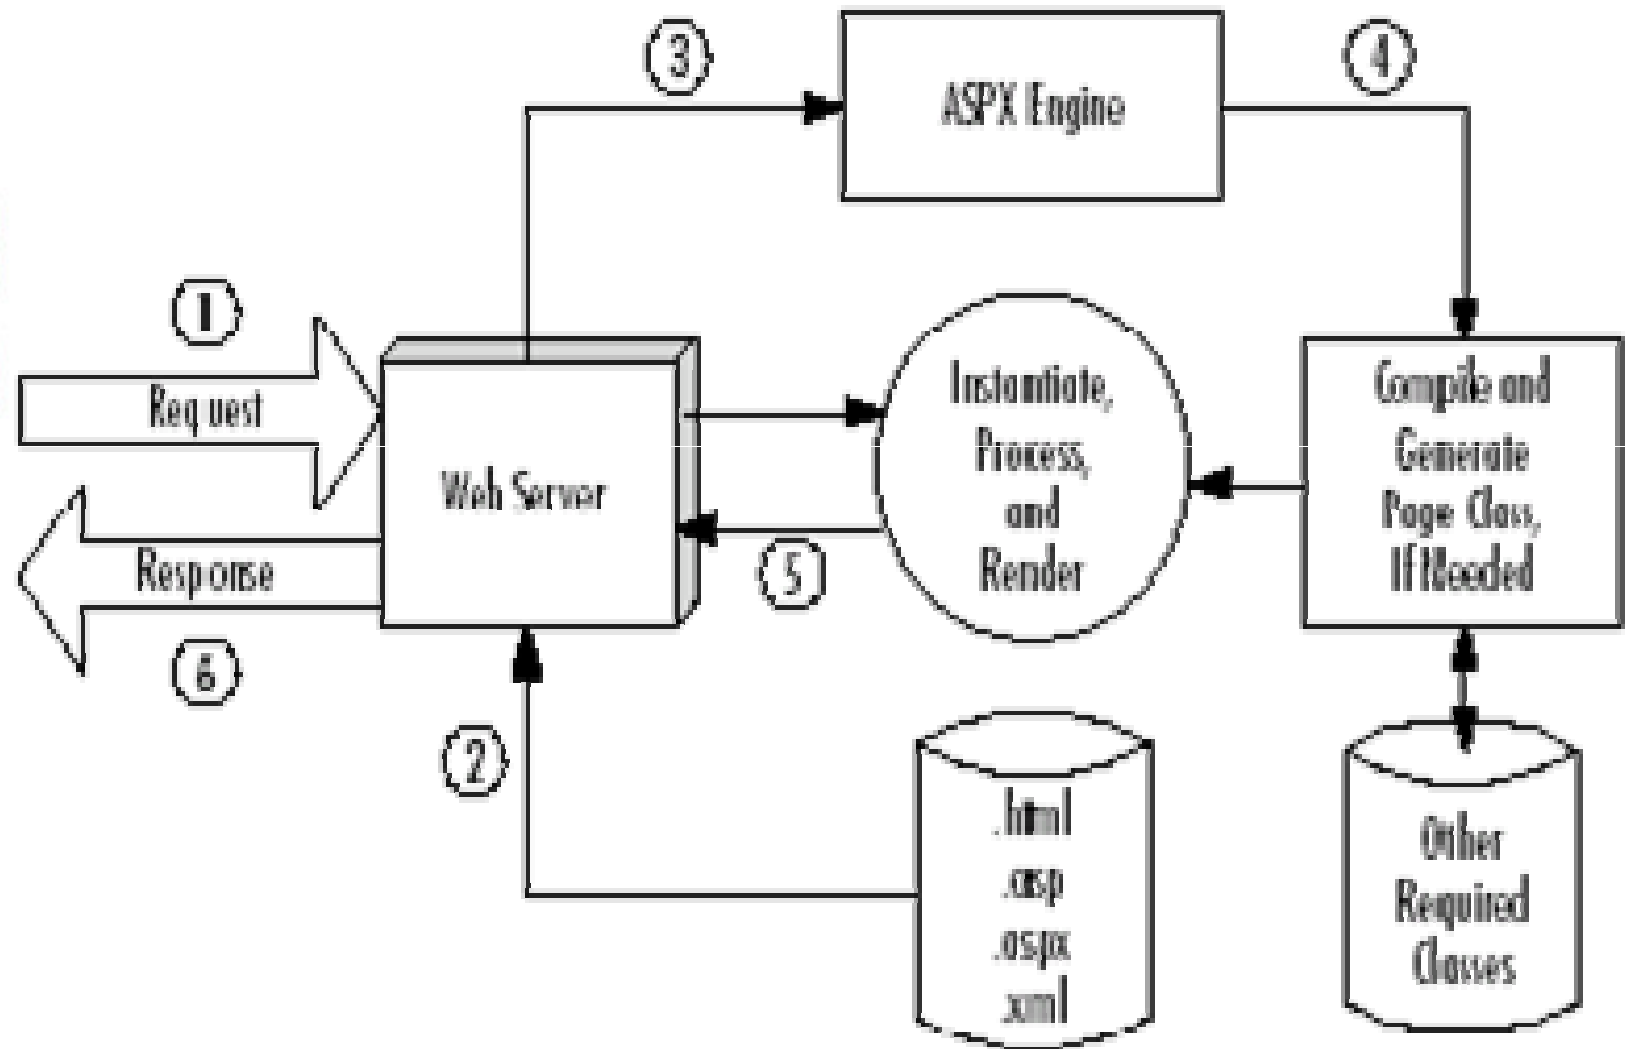 3
ASPX Engine
4
1
Request
Web Server
Instantiate,
Process,
and
Render
Compile and
Generate
Page Class,
If Needed
5
Response
6
2
.html
.asp
.aspx
.xml
Other
Required
Classes